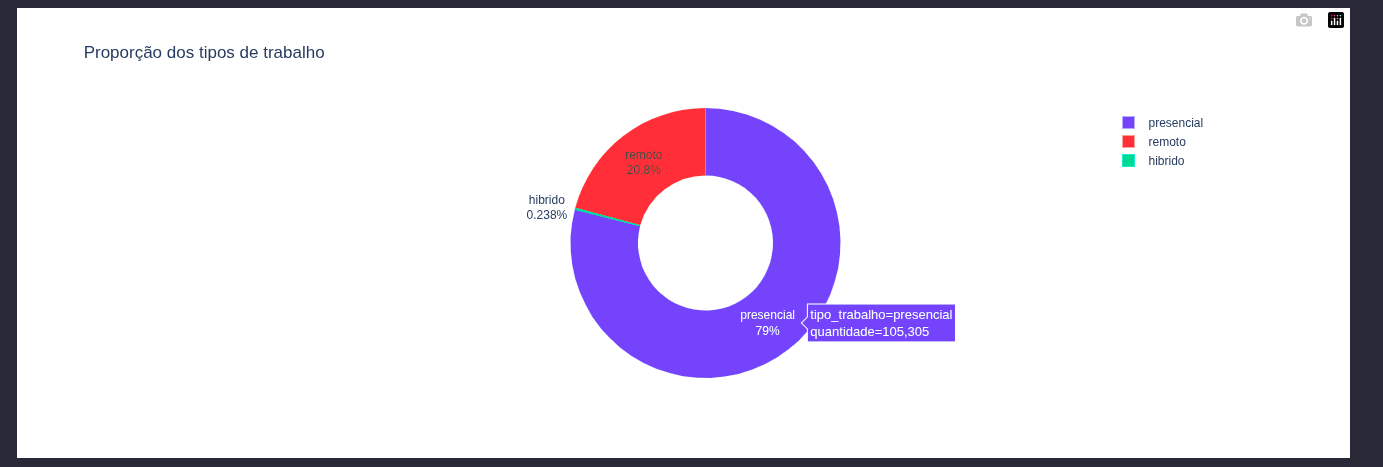 Proporção dos tipos de trabalho
presencial
remoto
hibrido
remoto
20.8%
hibrido
0.238%
presencial
79%
tipo_trabalho=presencial
quantidade=105,305